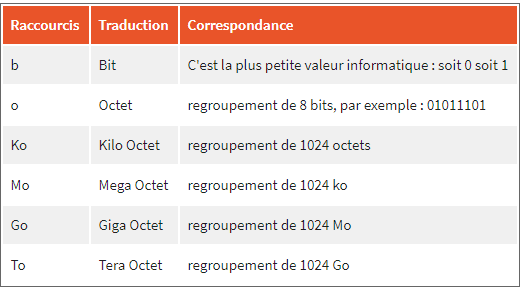 Raccourcis Traduction Correspondance
b Bit C'est la plus petite valeur informatique : soit 0 soit 1
o Octet regroupement de 8 bits, par exemple : 01011101
Ko Kilo Octet regroupement de 1024 octets
Mo Mega Octet regroupement de 1024 ko
Go Giga Octet regroupement de 1024 Mo
To Tera Octet regroupement de 1024 Go